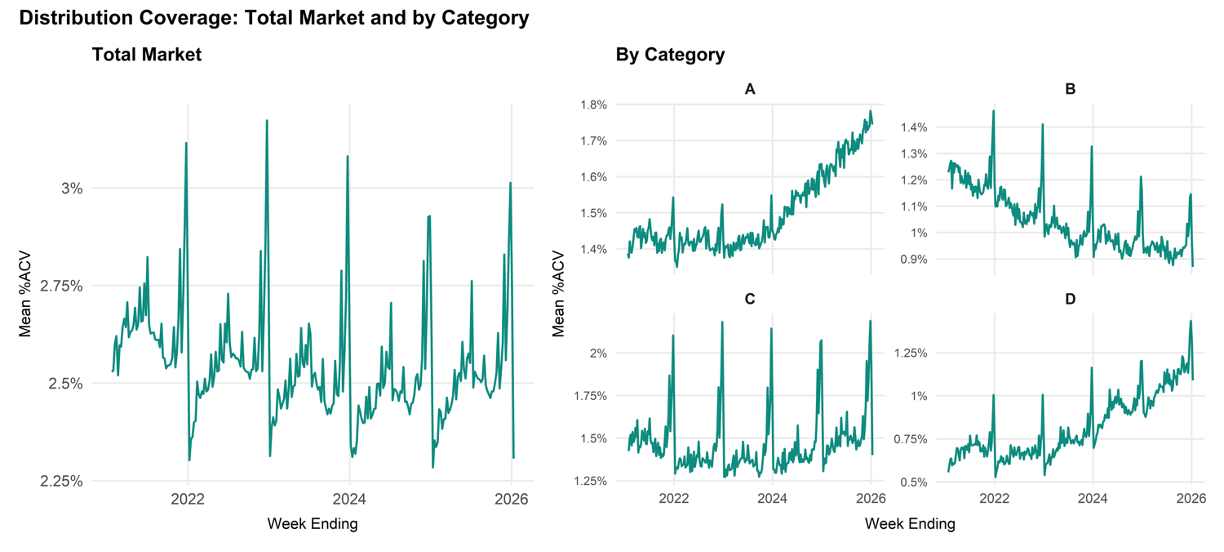 Distribution Coverage: Total Market and by Category
Total Market
Mean %ACV
3%
2.75%
2.5%
2.25%
2022
2024
2026
Week Ending
By Category
Mean %ACV
A
1.8%
1.7%
1.6%
1.5%
1.4%
B
1.4%
1.3%
1.2%
1.1%
1%
0.9%
C
2%
1.75%
1.5%
1.25%
2022
2024
2026
D
1.25%
1%
0.75%
0.5%
2022
2024
2026
Week Ending